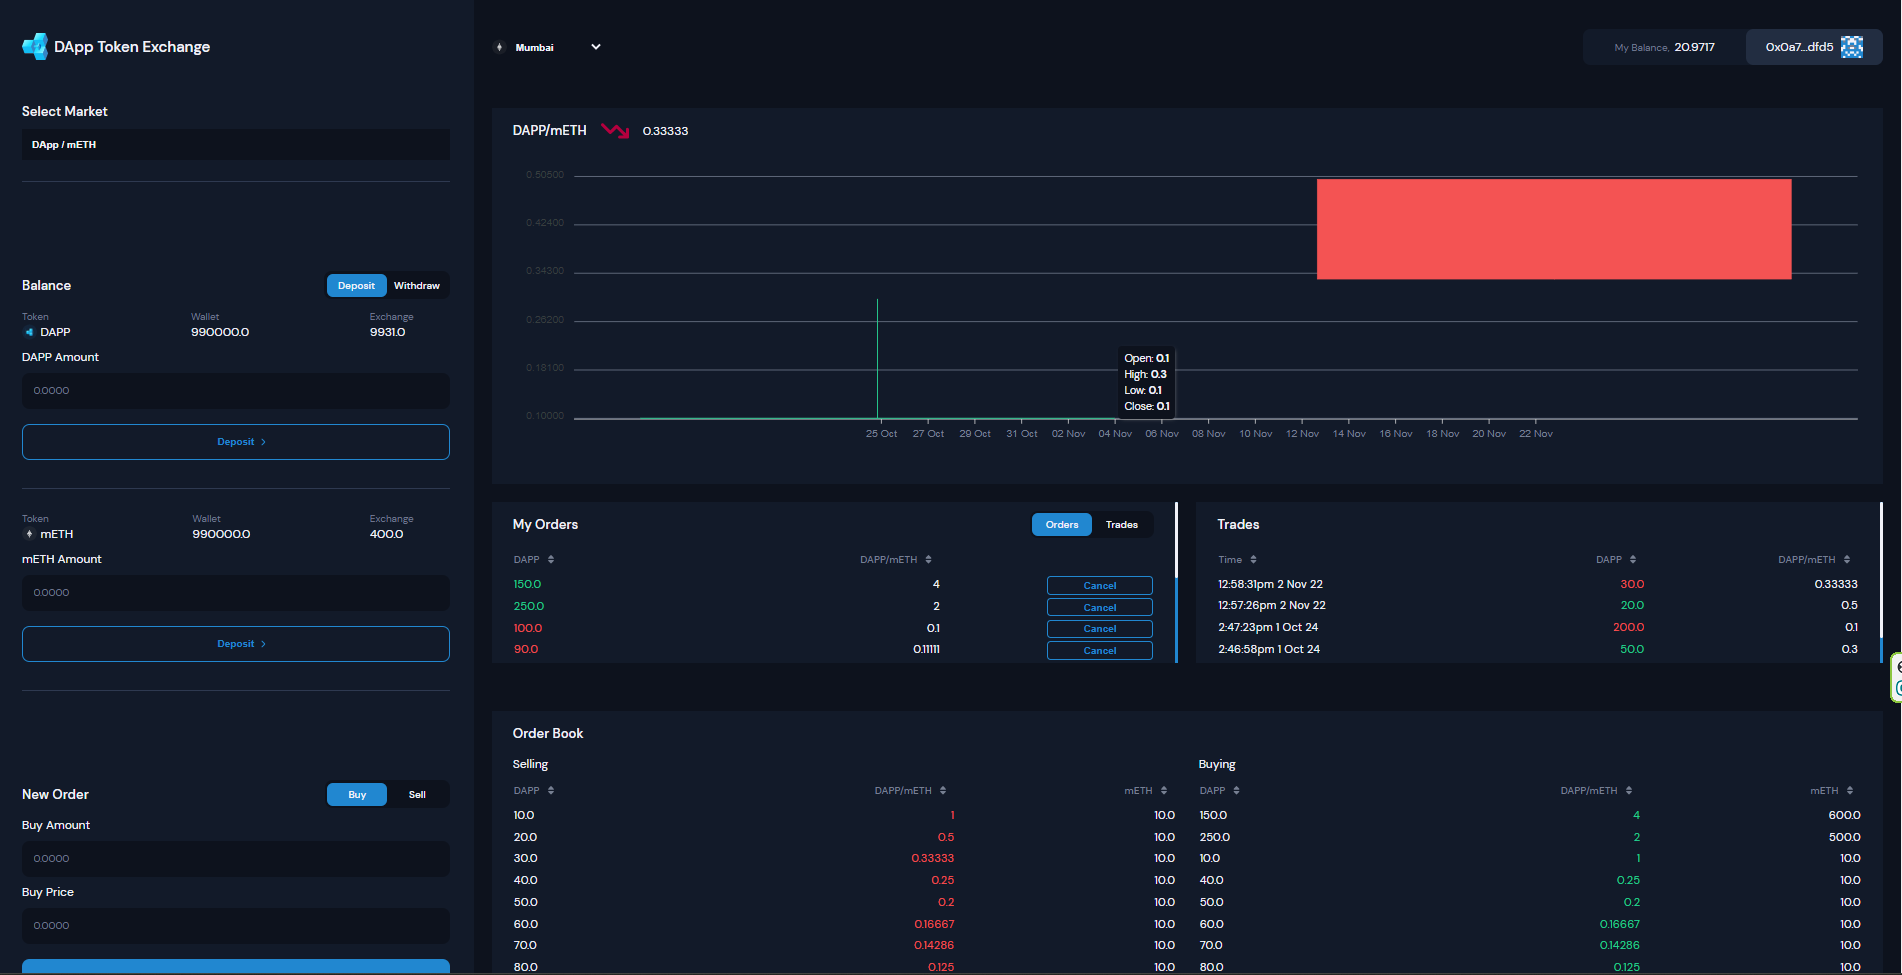 DApp Token Exchange
Select Market
DApp / mETH
Balance
Deposit Withdraw
Token Wallet Exchange
DAPP 990000.0 9931.0
DAPP Amount
0.0000
Deposit >
Token Wallet Exchange
mETH 990000.0 400.0
mETH Amount
0.0000
Deposit >
New Order
Buy Sell
Buy Amount
0.0000
Buy Price
0.0000
Mumbai
My Balance, 20.9717 0x0a7...dfd5
DAPP/mETH 0.33333
0.50500
0.42400
0.34300
0.26200
0.18100
0.10000
Open: 0.1
High: 0.3
Low: 0.1
Close: 0.1
25 Oct 27 Oct 29 Oct 31 Oct 02 Nov 04 Nov 06 Nov 08 Nov 10 Nov 12 Nov 14 Nov 16 Nov 18 Nov 20 Nov 22 Nov
My Orders
Orders Trades
DAPP DAPP/mETH
150.0 4 Cancel
250.0 2 Cancel
100.0 0.1 Cancel
90.0 0.11111 Cancel
Trades
Time DAPP DAPP/mETH
12:58:31pm 2 Nov 22 30.0 0.33333
12:57:26pm 2 Nov 22 20.0 0.5
2:47:23pm 1 Oct 24 200.0 0.1
2:46:58pm 1 Oct 24 50.0 0.3
Order Book
Selling
DAPP DAPP/mETH mETH
10.0 1 10.0
20.0 0.5 10.0
30.0 0.33333 10.0
40.0 0.25 10.0
50.0 0.2 10.0
60.0 0.16667 10.0
70.0 0.14286 10.0
80.0 0.125 10.0
Buying
DAPP DAPP/mETH mETH
150.0 4 600.0
250.0 2 500.0
10.0 1 10.0
40.0 0.25 10.0
50.0 0.2 10.0
60.0 0.16667 10.0
70.0 0.14286 10.0
80.0 0.125 10.0